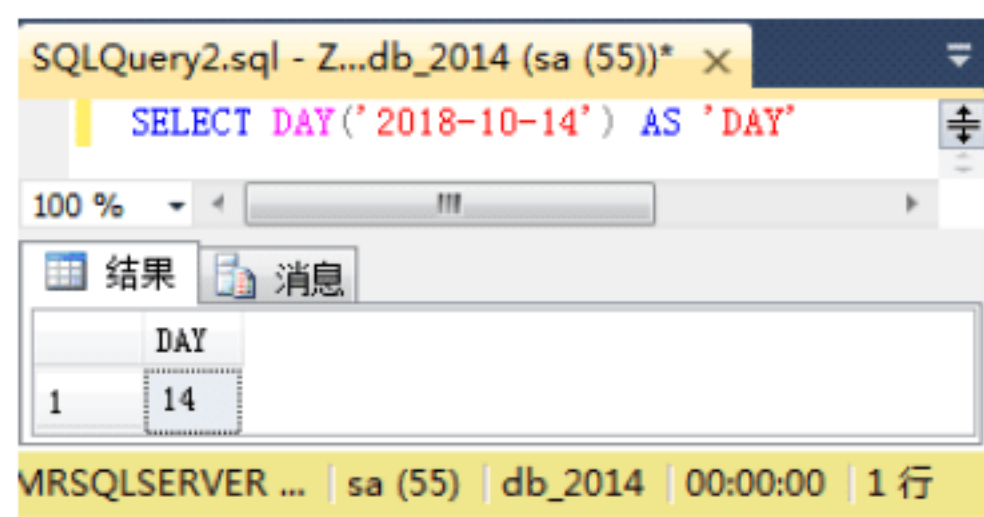 SQLQuery2.sql - Z...db_2014 (sa (55))*
SELECT DAY('2018-10-14') AS 'DAY'
100 %
结果 消息
DAY
1 14
MRSQLSERVER ... sa (55) db_2014 00:00:00 1 行